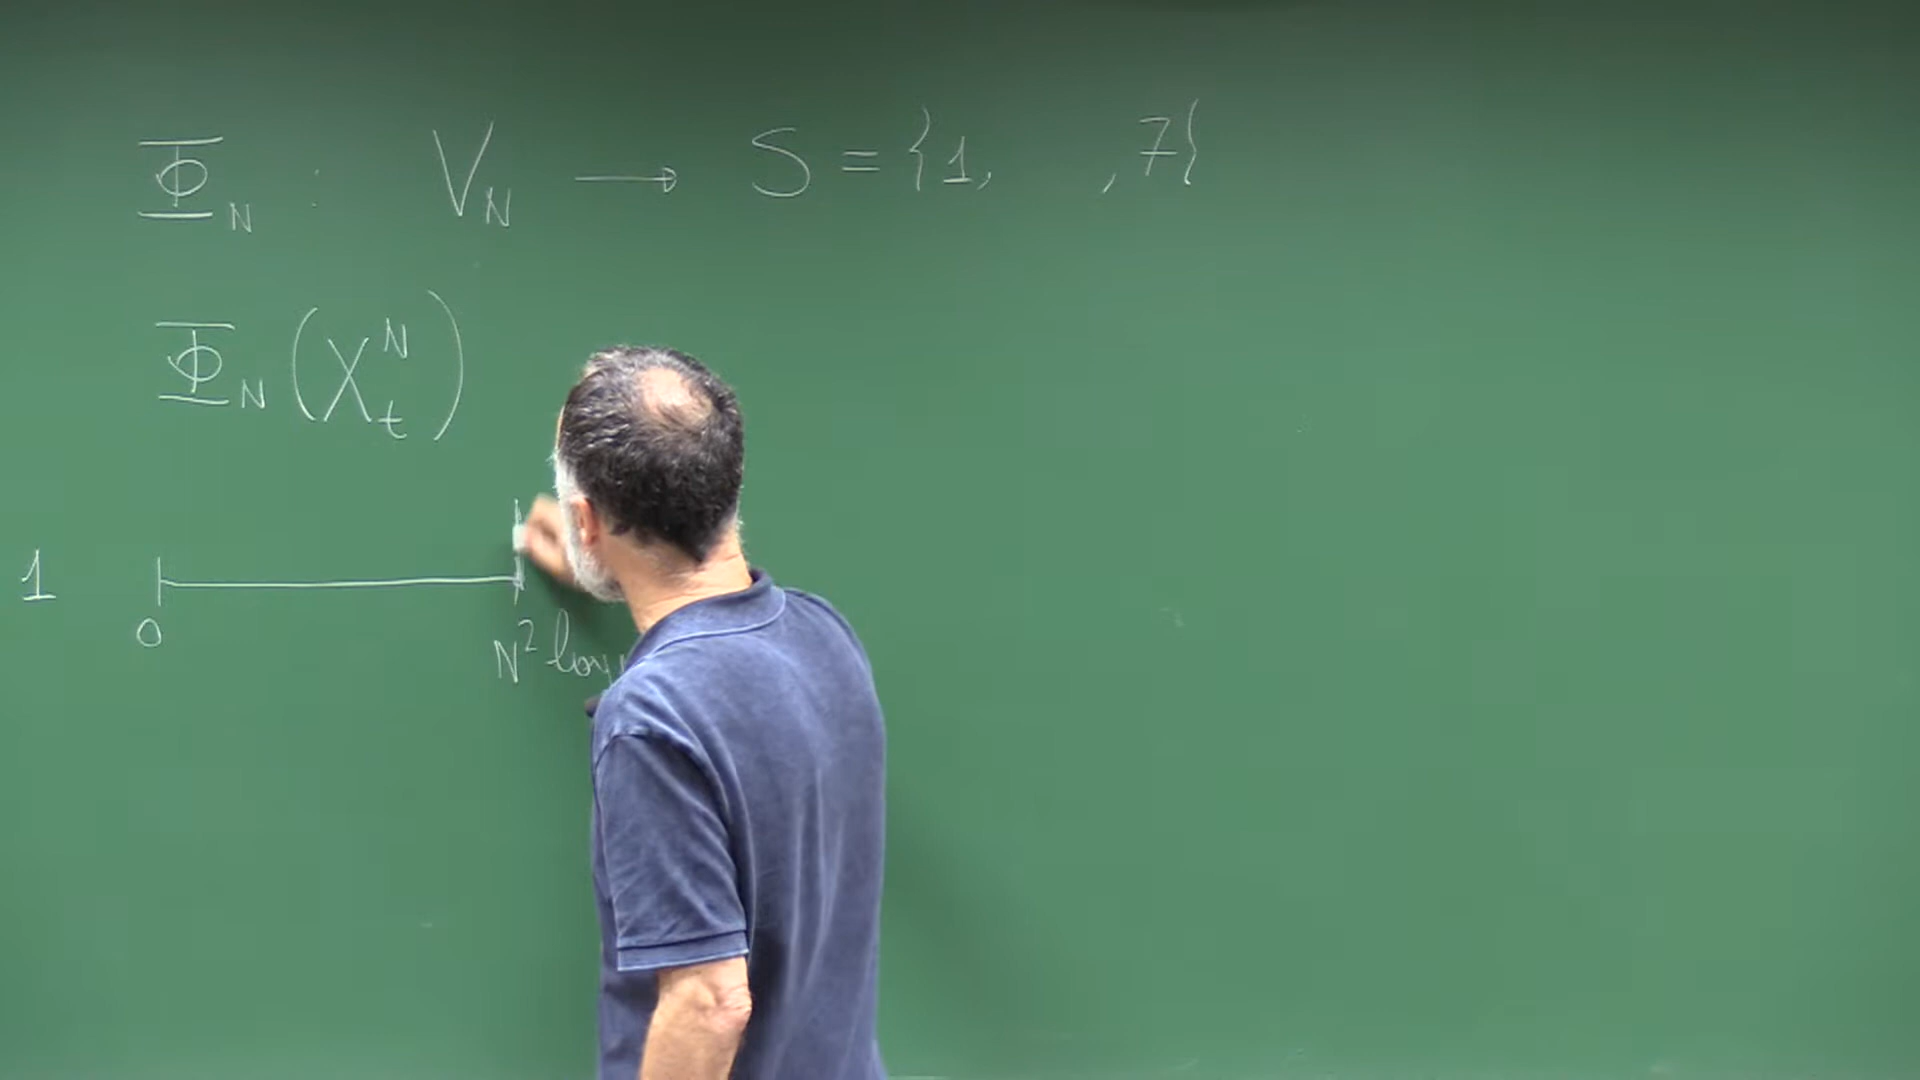 Φ_N : V_N → S = {1, , 7}
Φ_N (X_t^N)
1
0 N² log